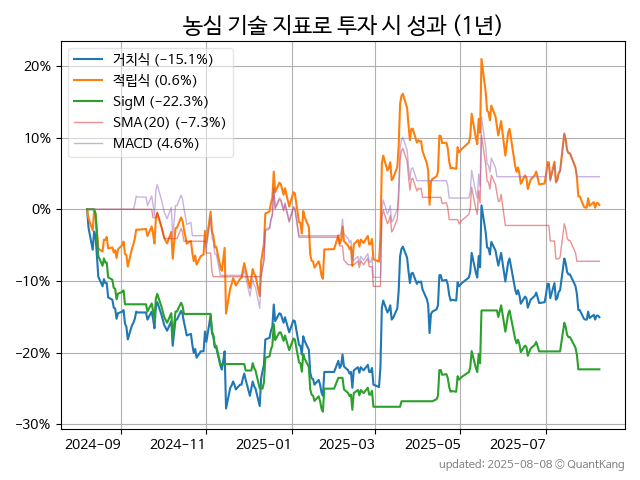 농심 기술 지표로 투자 시 성과 (1년)
거치식 (−15.1%)
적립식 (0.6%)
SigM (−22.3%)
SMA(20) (−7.3%)
MACD (4.6%)
20%
10%
0%
−10%
−20%
−30%
2024-09 2024-11 2025-01 2025-03 2025-05 2025-07
updated: 2025-08-08 © QuantKang